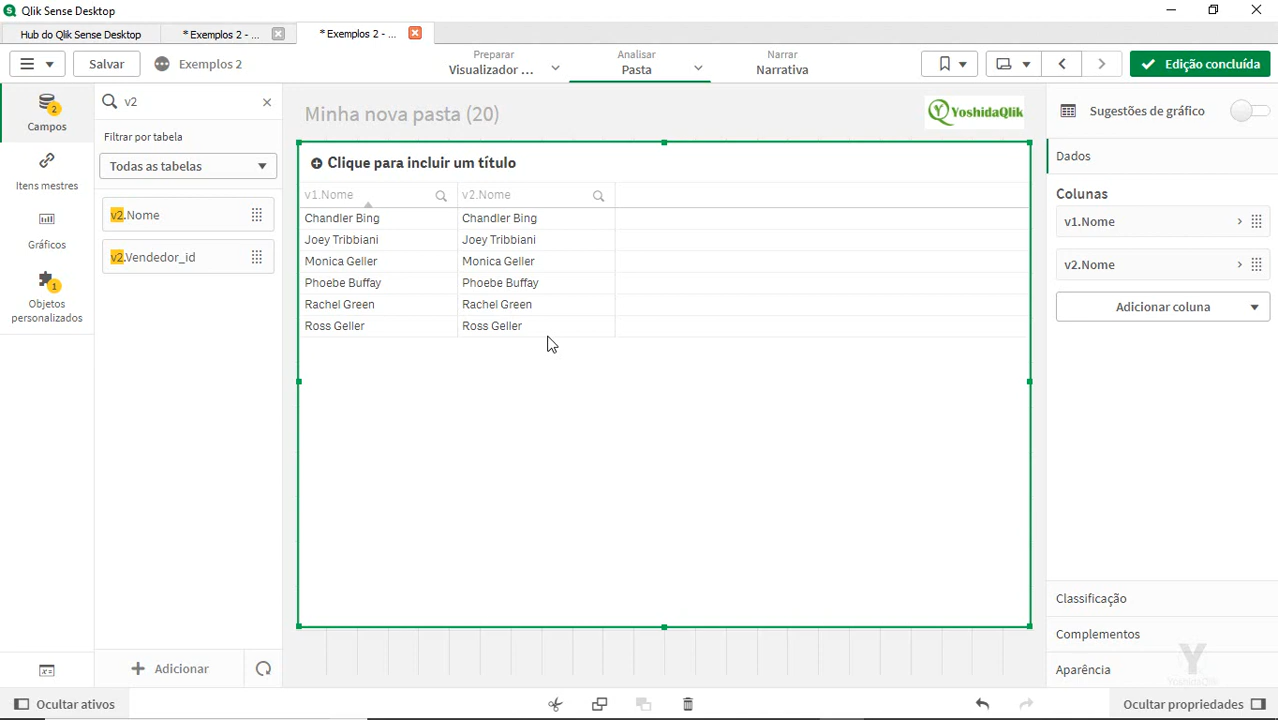 Qlik Sense Desktop
Hub do Qlik Sense Desktop
*Exemplos 2 - ...
*Exemplos 2 - ...
Salvar
Exemplos 2
Preparar
Visualizador ...
Analisar
Pasta
Narrar
Narrativa
Edição concluída
Campos
2
v2
Filtrar por tabela
Todas as tabelas
v2.Nome
v2.Vendedor_id
Itens mestres
Gráficos
1
Objetos
personalizados
Minha nova pasta (20)
YoshidaQlik
Clique para incluir um título
v1.Nome v2.Nome
Chandler Bing Chandler Bing
Joey Tribbiani Joey Tribbiani
Monica Geller Monica Geller
Phoebe Buffay Phoebe Buffay
Rachel Green Rachel Green
Ross Geller Ross Geller
Sugestões de gráfico
Dados
Colunas
v1.Nome
v2.Nome
Adicionar coluna
Classificação
Complementos
Aparência
YoshidaQlik
Adicionar
Ocultar ativos
Ocultar propriedades